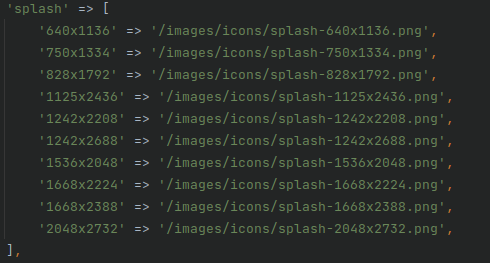 'splash' => [
'640x1136' => '/images/icons/splash-640x1136.png',
'750x1334' => '/images/icons/splash-750x1334.png',
'828x1792' => '/images/icons/splash-828x1792.png',
'1125x2436' => '/images/icons/splash-1125x2436.png',
'1242x2208' => '/images/icons/splash-1242x2208.png',
'1242x2688' => '/images/icons/splash-1242x2688.png',
'1536x2048' => '/images/icons/splash-1536x2048.png',
'1668x2224' => '/images/icons/splash-1668x2224.png',
'1668x2388' => '/images/icons/splash-1668x2388.png',
'2048x2732' => '/images/icons/splash-2048x2732.png',
],